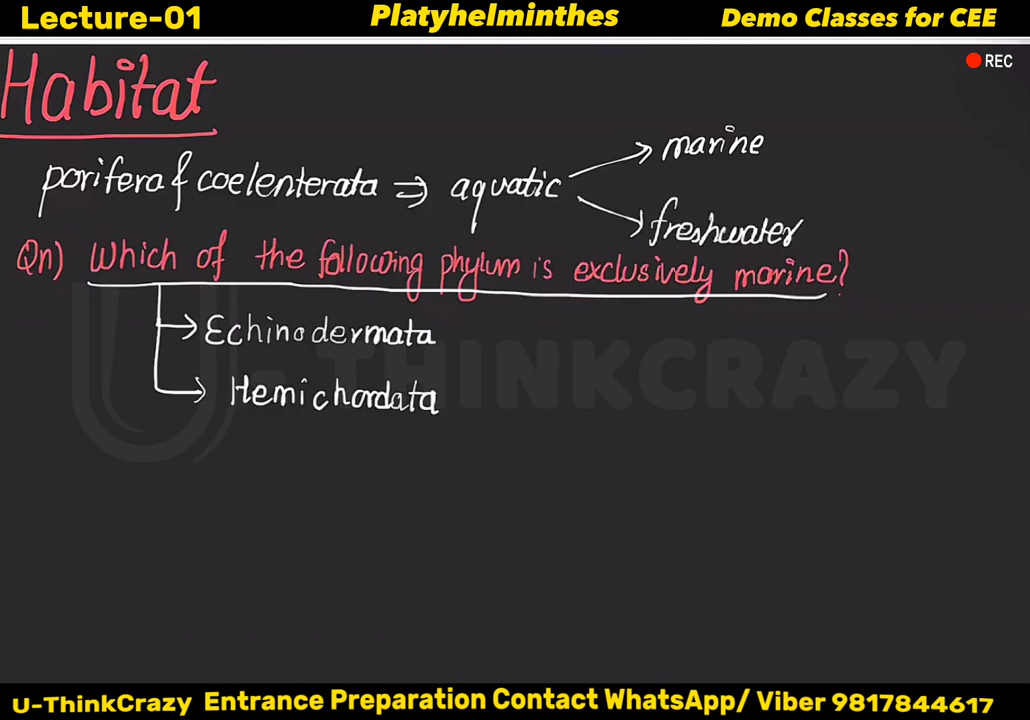 Lecture-01 Platyhelminthes Demo Classes for CEE
REC
Habitat
porifera & coelenterata ⇒ aquatic → marine
→ freshwater
Qn) Which of the following phylum is exclusively marine?
→ Echinodermata
→ Hemichordata
U-THINKCRAZY
U-ThinkCrazy Entrance Preparation Contact WhatsApp/ Viber 9817844617